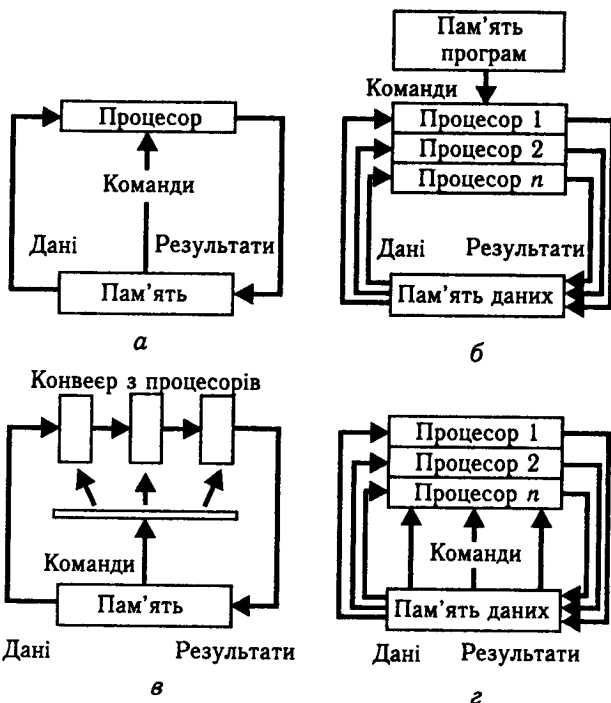 Процесор
Команди
Дані
Результати
Пам'ять
а
Пам'ять
програм
Команди
Процесор 1
Процесор 2
Процесор n
Дані
Результати
Пам'ять даних
б
Конвеєр з процесорів
Команди
Пам'ять
Дані
Результати
в
Процесор 1
Процесор 2
Процесор n
Команди
Пам'ять даних
Дані
Результати
г